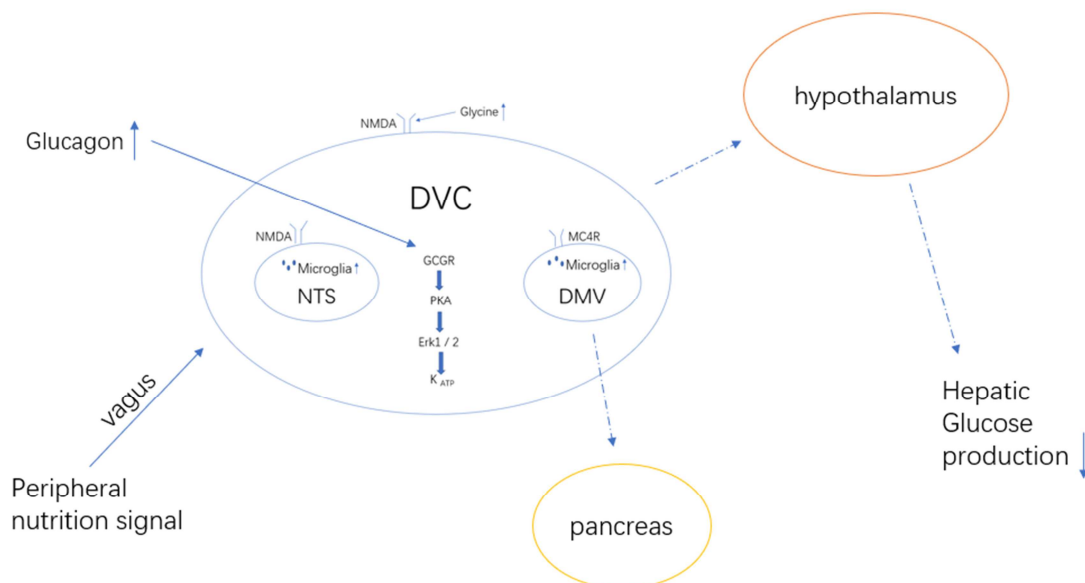 hypothalamus
Glycine ↑
NMDA
Glucagon ↑
DVC
NMDA
Microglia ↑
NTS
GCGR
PKA
Erk1 / 2
K ATP
MC4R
Microglia ↑
DMV
vagus
Peripheral
nutrition signal
pancreas
Hepatic
Glucose
production ↓